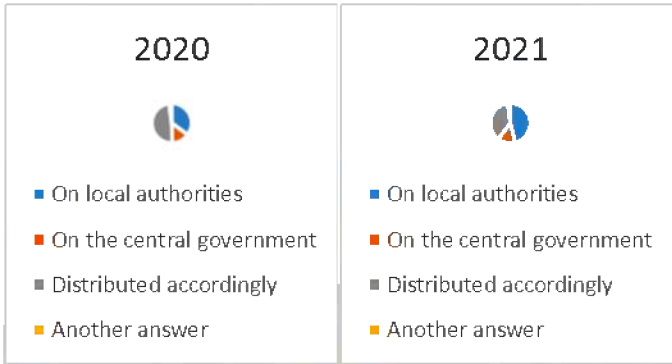 2020
On local authorities
On the central government
Distributed accordingly
Another answer
2021
On local authorities
On the central government
Distributed accordingly
Another answer